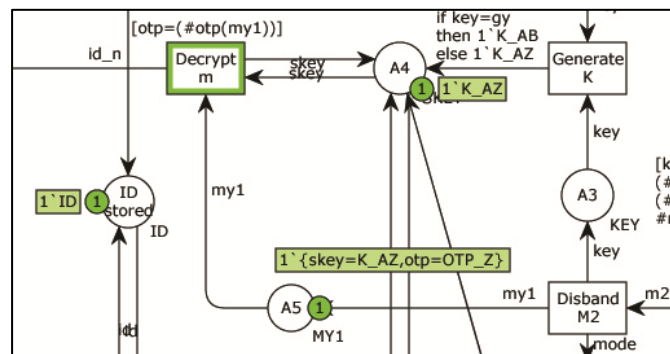 [otp=(#otp(my1))]
if key=gy
then 1`K_AB
else 1`K_AZ
id_n
Decrypt
m
skey
skey
A4
Generate
K
1
1`K_AZ
key
[k
(#
(#
my1
A3
KEY
1`ID
1
ID
stored
ID
key
1`{skey=K_AZ,otp=OTP_Z}
my1
m2
Disband
M2
A5
1
MY1
id
mode